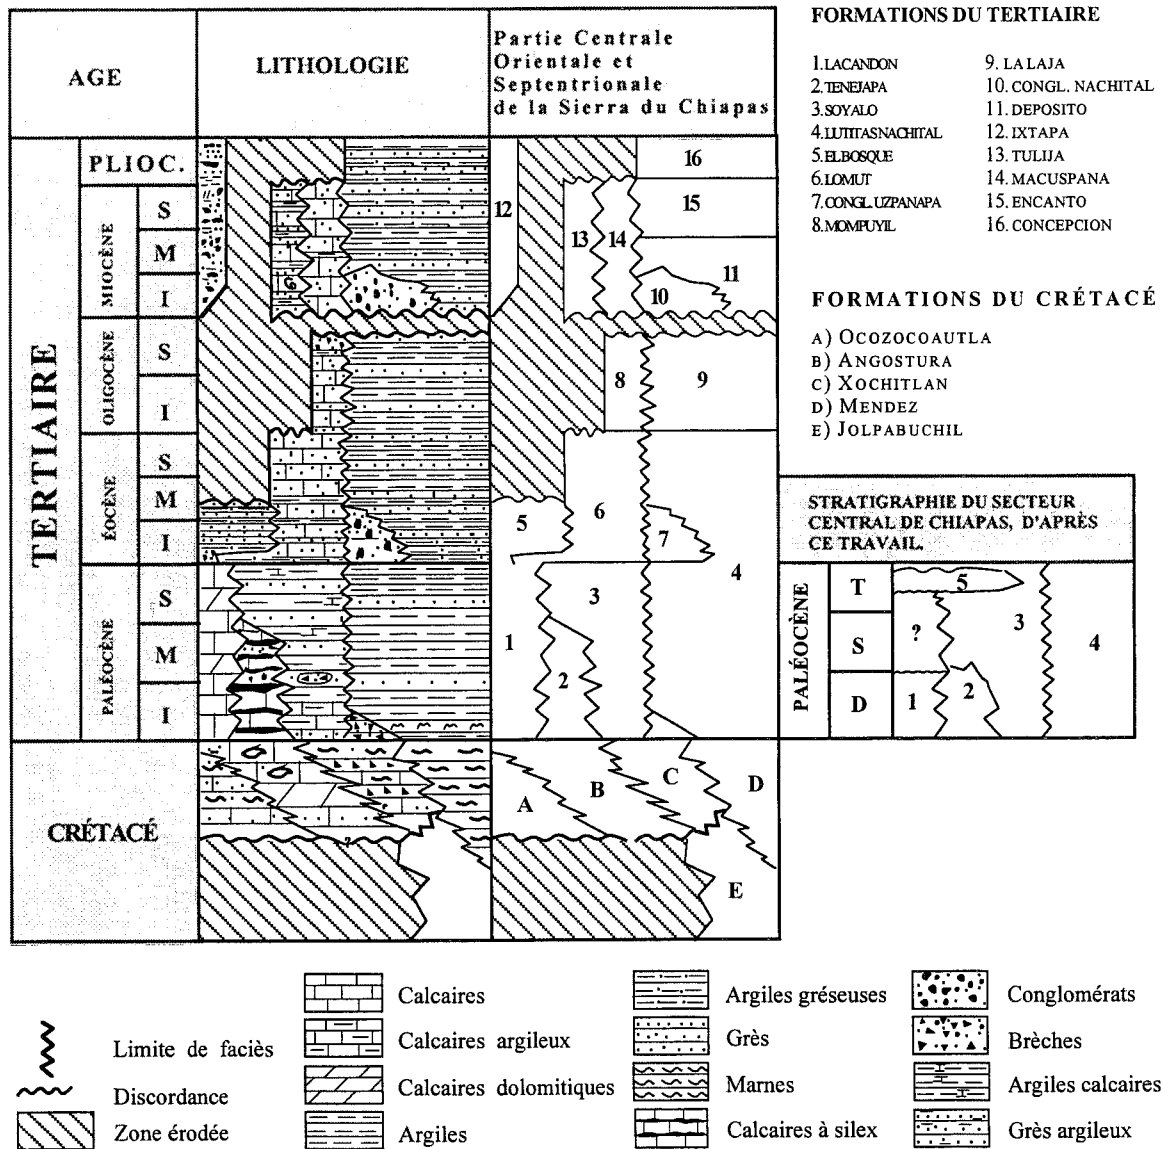 AGE
LITHOLOGIE
Partie Centrale
Orientale et
Septentrionale
de la Sierra du Chiapas
TERTIAIRE
PLIOC.
MIOCÈNE
S
M
I
OLIGOCÈNE
S
I
ÉOCÈNE
S
M
I
PALÉOCÈNE
S
M
I
CRÉTACÉ
?
12
16
15
13
14
11
10
8
9
5
6
7
4
3
1
2
A
B
C
D
E
FORMATIONS DU TERTIAIRE
1. LACANDON
2. TENEJAPA
3. SOYALO
4. LUTITAS NACHITAL
5. EL BOSQUE
6. LOMUT
7. CONGL. UZPANAPA
8. MOMPUYIL
9. LA LAJA
10. CONGL. NACHITAL
11. DEPOSITO
12. IXTAPA
13. TULIJA
14. MACUSPANA
15. ENCANTO
16. CONCEPCION
FORMATIONS DU CRÉTACÉ
A) OCOZOCOAUTLA
B) ANGOSTURA
C) XOCHITLAN
D) MENDEZ
E) JOLPABUCHIL
STRATIGRAPHIE DU SECTEUR
CENTRAL DE CHIAPAS, D'APRÈS
CE TRAVAIL.
PALÉOCÈNE
T
S
D
5
?
3
4
1
2
Limite de faciès
Discordance
Zone érodée
Calcaires
Calcaires argileux
Calcaires dolomitiques
Argiles
Argiles gréseuses
Grès
Marnes
Calcaires à silex
Conglomérats
Brèches
Argiles calcaires
Grès argileux